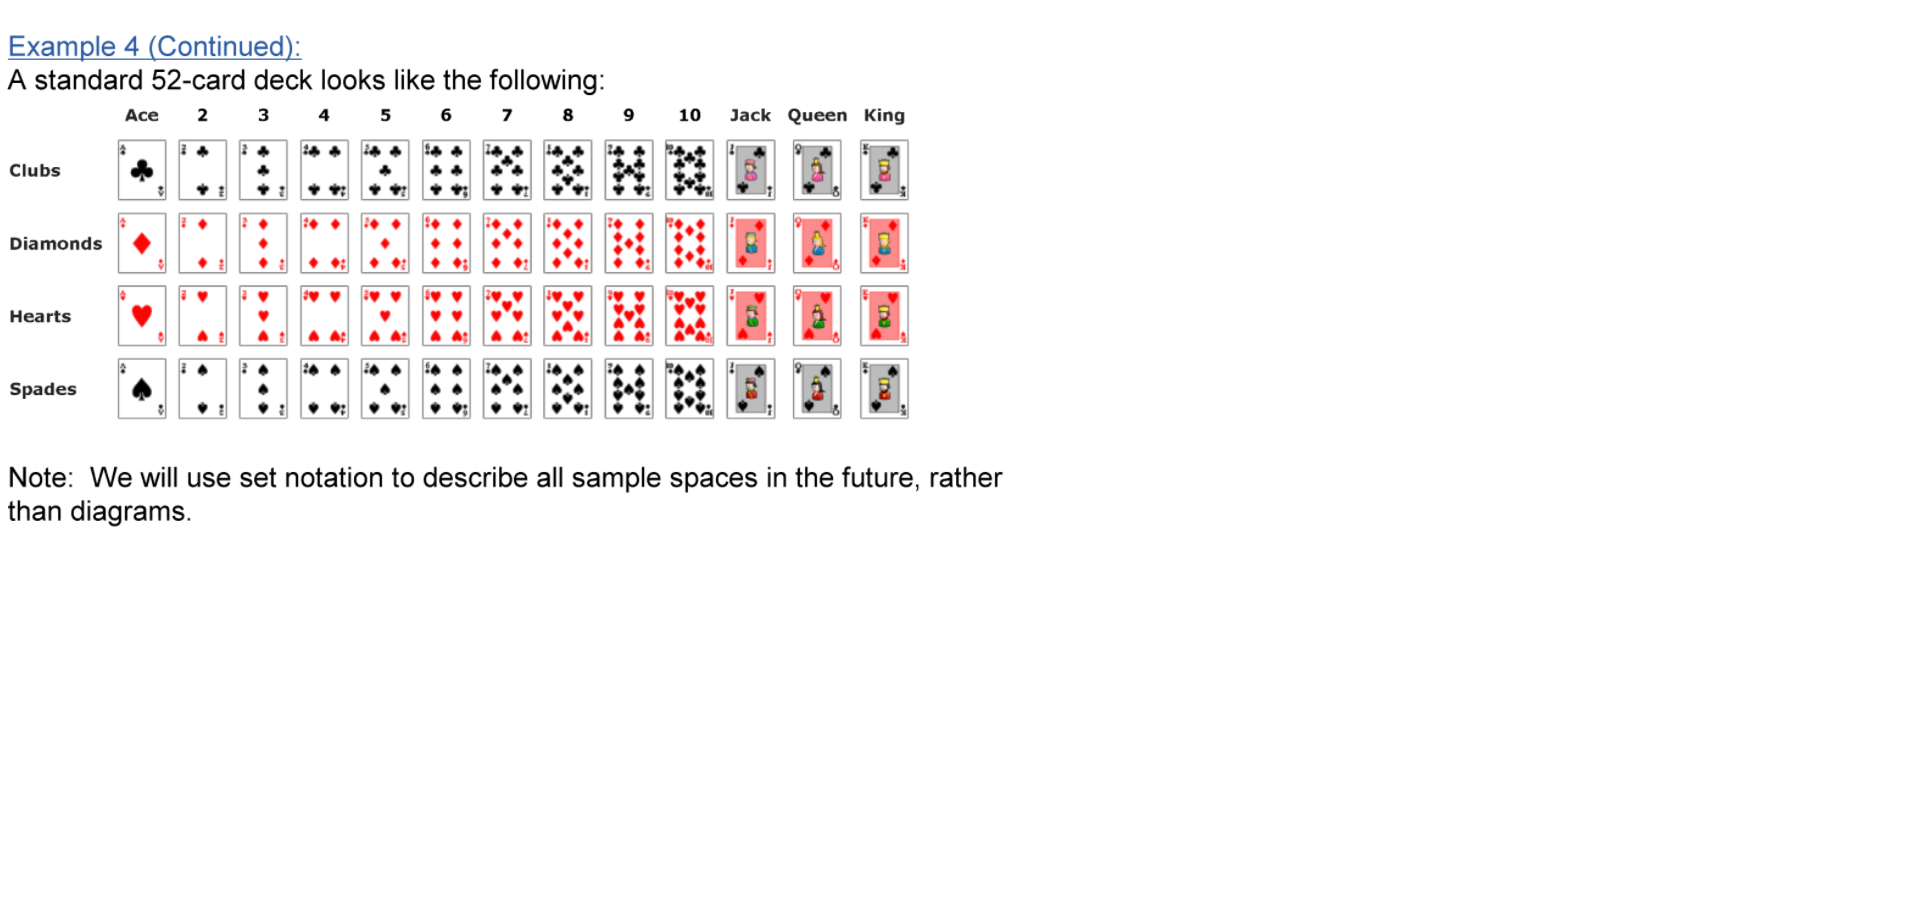 Example 4 (Continued):
A standard 52-card deck looks like the following:
Ace 2 3 4 5 6 7 8 9 10 Jack Queen King
Clubs
Diamonds
Hearts
Spades
Note: We will use set notation to describe all sample spaces in the future, rather
than diagrams.